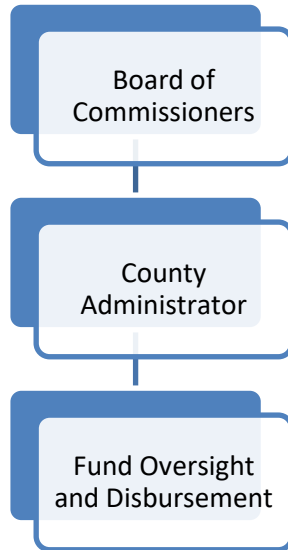 Board of
Commissioners
County
Administrator
Fund Oversight
and Disbursement